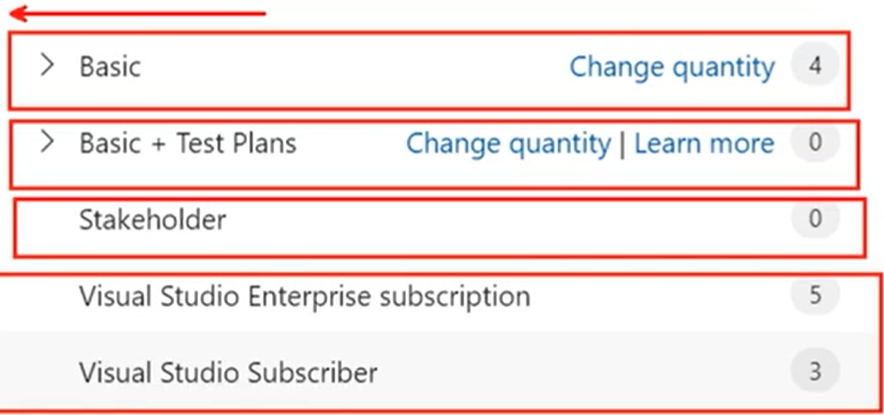 Basic Change quantity 4
Basic + Test Plans Change quantity | Learn more 0
Stakeholder 0
Visual Studio Enterprise subscription 5
Visual Studio Subscriber 3